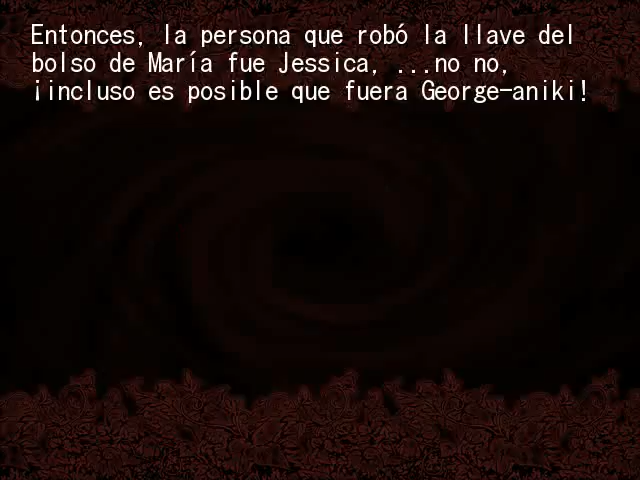 Entonces, la persona que robó la llave del
bolso de María fue Jessica, ...no no,
¡incluso es posible que fuera George-aniki!